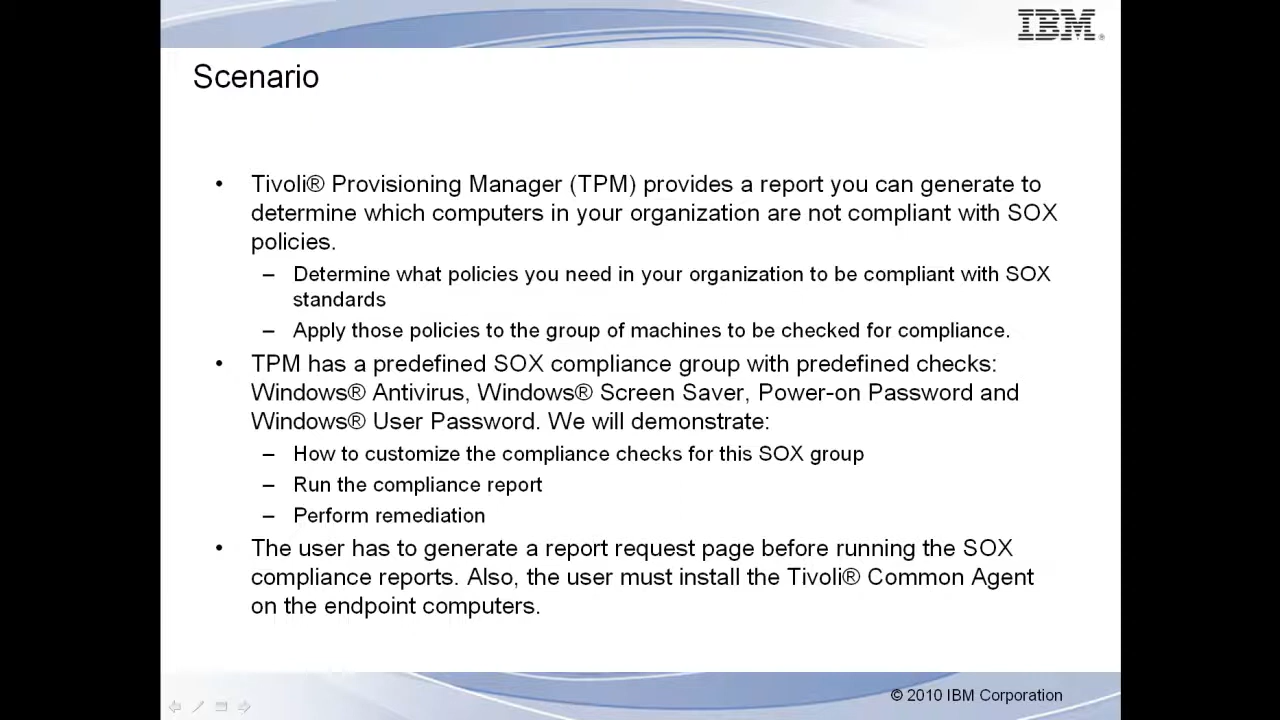 IBM®
Scenario
• Tivoli® Provisioning Manager (TPM) provides a report you can generate to
determine which computers in your organization are not compliant with SOX
policies.
– Determine what policies you need in your organization to be compliant with SOX
standards
– Apply those policies to the group of machines to be checked for compliance.
• TPM has a predefined SOX compliance group with predefined checks:
Windows® Antivirus, Windows® Screen Saver, Power-on Password and
Windows® User Password. We will demonstrate:
– How to customize the compliance checks for this SOX group
– Run the compliance report
– Perform remediation
• The user has to generate a report request page before running the SOX
compliance reports. Also, the user must install the Tivoli® Common Agent
on the endpoint computers.
© 2010 IBM Corporation